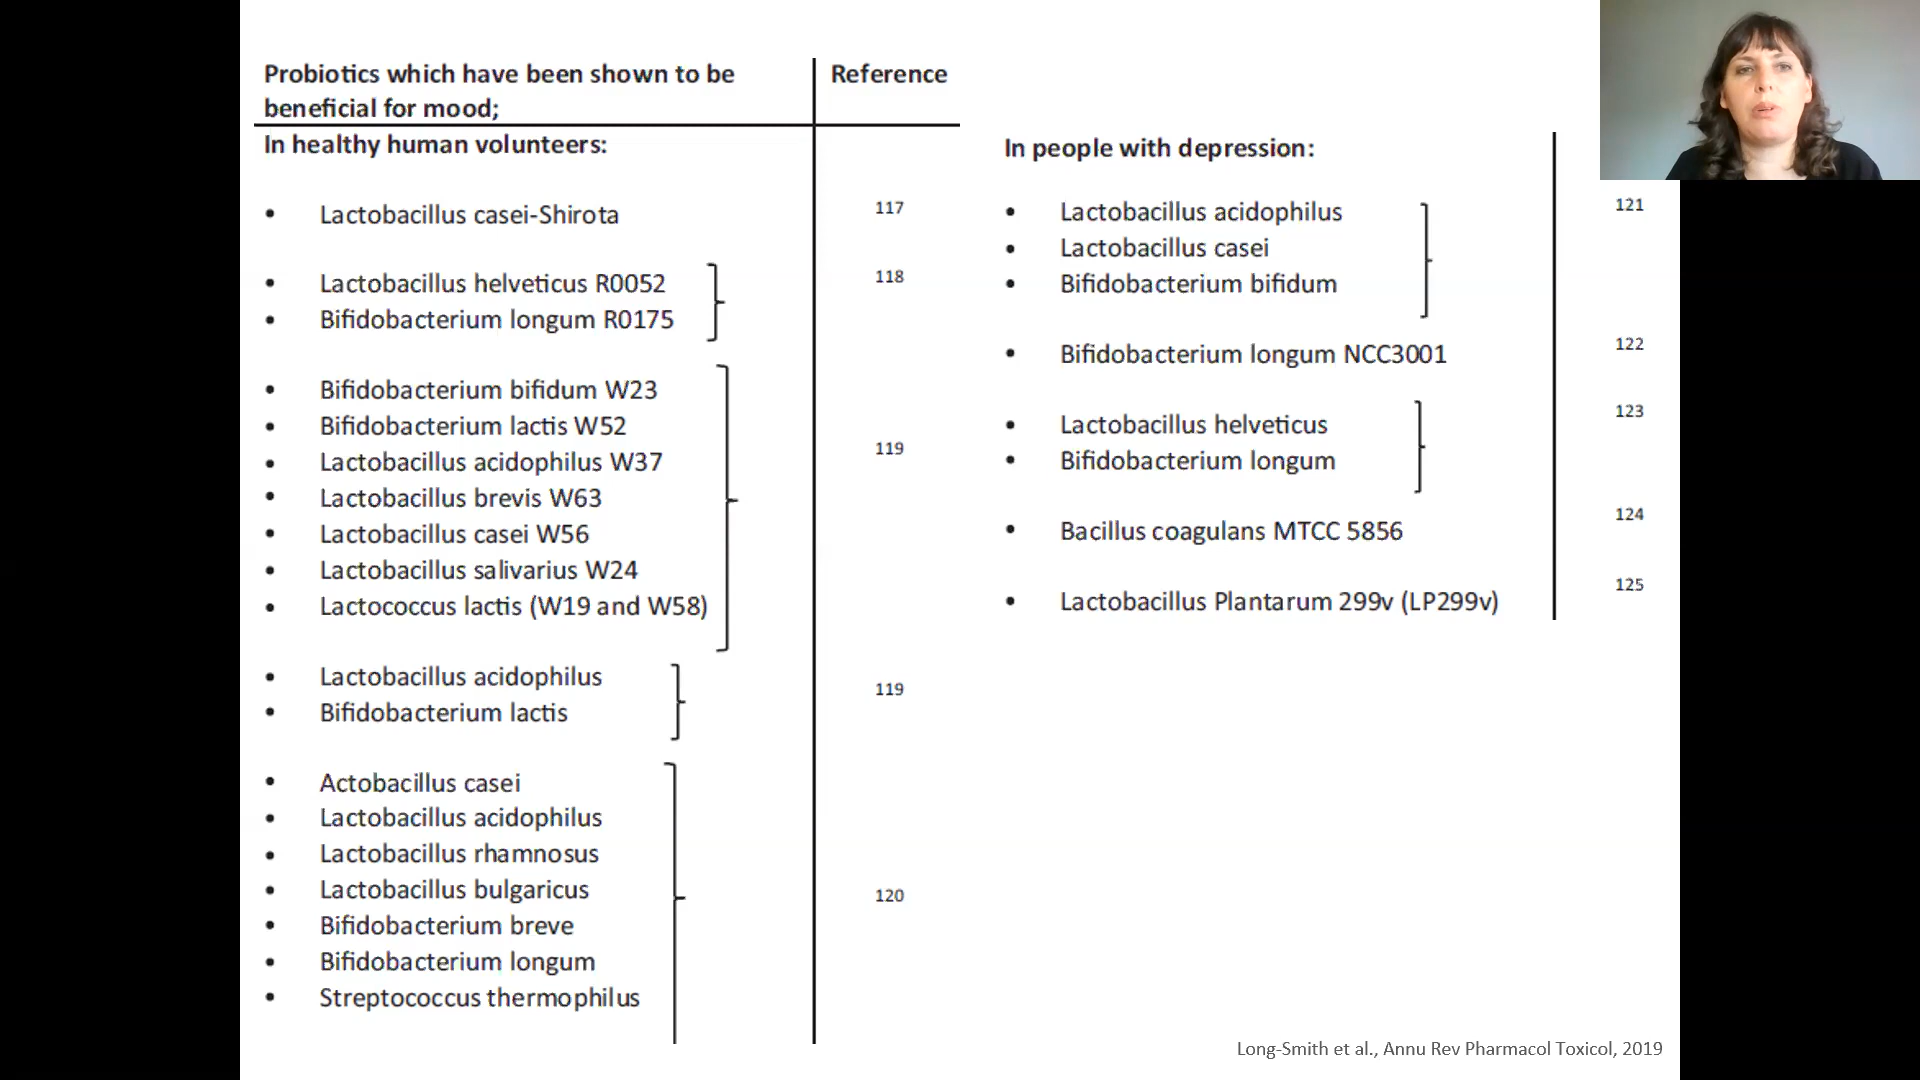 Probiotics which have been shown to be
beneficial for mood;
Reference
In healthy human volunteers:
• Lactobacillus casei-Shirota 117
• Lactobacillus helveticus R0052 118
• Bifidobacterium longum R0175
• Bifidobacterium bifidum W23
• Bifidobacterium lactis W52
• Lactobacillus acidophilus W37 119
• Lactobacillus brevis W63
• Lactobacillus casei W56
• Lactobacillus salivarius W24
• Lactococcus lactis (W19 and W58)
• Lactobacillus acidophilus 119
• Bifidobacterium lactis
• Actobacillus casei
• Lactobacillus acidophilus
• Lactobacillus rhamnosus
• Lactobacillus bulgaricus 120
• Bifidobacterium breve
• Bifidobacterium longum
• Streptococcus thermophilus
In people with depression:
• Lactobacillus acidophilus 121
• Lactobacillus casei
• Bifidobacterium bifidum
• Bifidobacterium longum NCC3001 122
• Lactobacillus helveticus 123
• Bifidobacterium longum
• Bacillus coagulans MTCC 5856 124
• Lactobacillus Plantarum 299v (LP299v) 125
Long-Smith et al., Annu Rev Pharmacol Toxicol, 2019